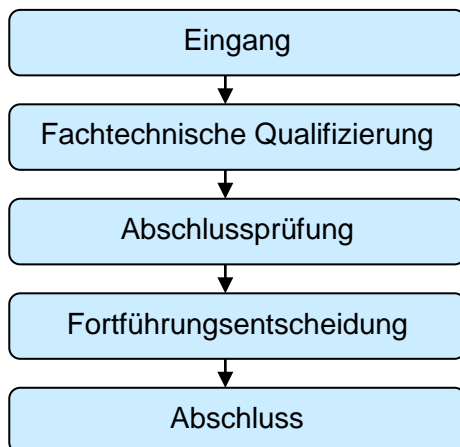 Eingang
Fachtechnische Qualifizierung
Abschlussprüfung
Fortführungsentscheidung
Abschluss